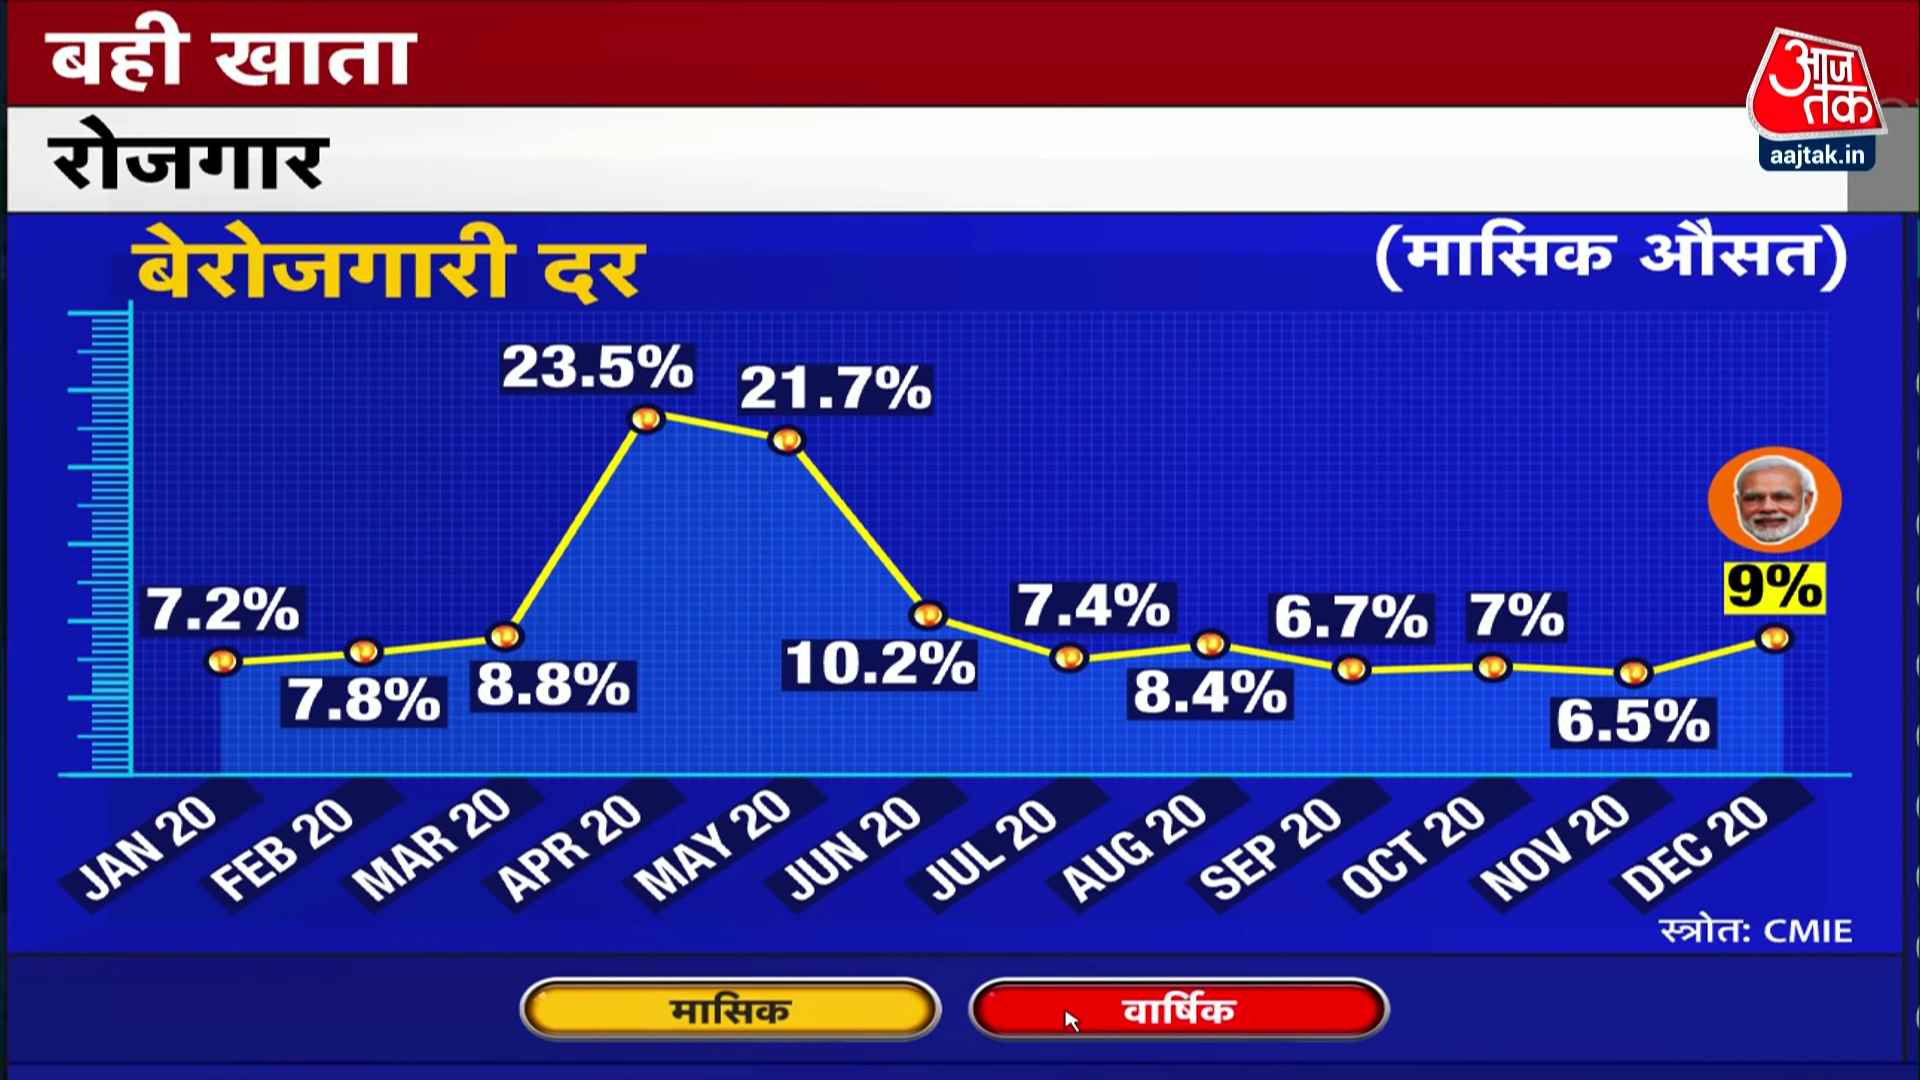 बही खाता
आज
तक
aajtak.in
रोजगार
बेरोजगारी दर
(मासिक औसत)
23.5%
21.7%
9%
7.2%
7.4%
6.7%
7%
7.8%
8.8%
10.2%
8.4%
6.5%
JAN 20
FEB 20
MAR 20
APR 20
MAY 20
JUN 20
JUL 20
AUG 20
SEP 20
OCT 20
NOV 20
DEC 20
स्त्रोत: CMIE
मासिक
वार्षिक